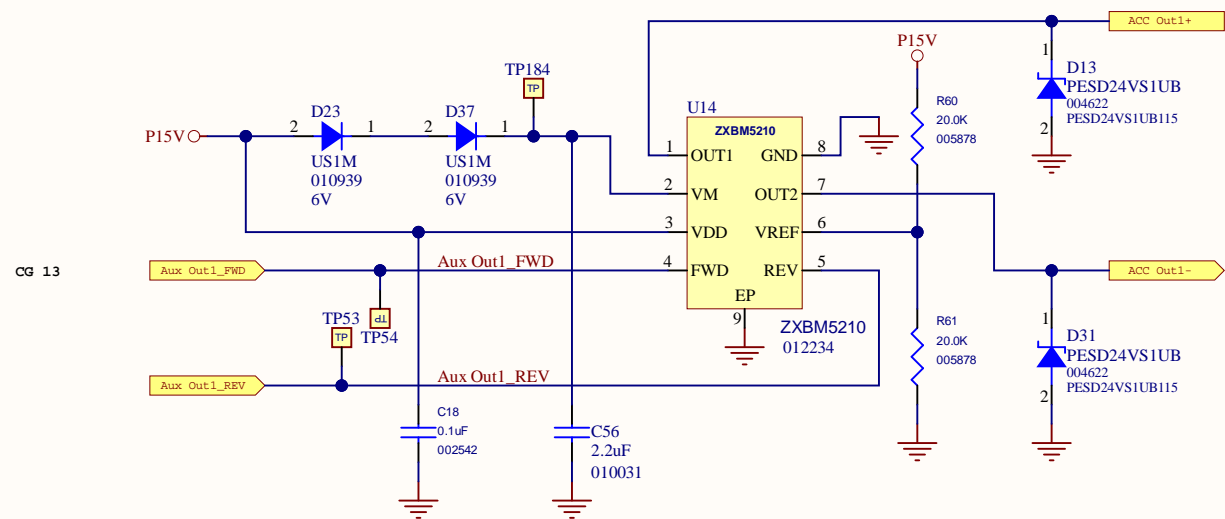 ACC Out1+
P15V
1
D13
PESD24VS1UB
004622
PESD24VS1UB115
2
TP184
TP
R60
20.0K
005878
U14
ZXBM5210
P15V
2
D23
1
US1M
010939
6V
2
D37
1
US1M
010939
6V
1
OUT1
GND
8
2
VM
OUT2
7
3
VDD
VREF
6
4
FWD
REV
5
EP
9
ZXBM5210
012234
CG 13
Aux Out1_FWD
Aux Out1_FWD
ACC Out1-
TP53
TP
TP
TP54
R61
20.0K
005878
1
D31
PESD24VS1UB
004622
PESD24VS1UB115
2
Aux Out1_REV
Aux Out1_REV
C18
0.1uF
002542
C56
2.2uF
010031